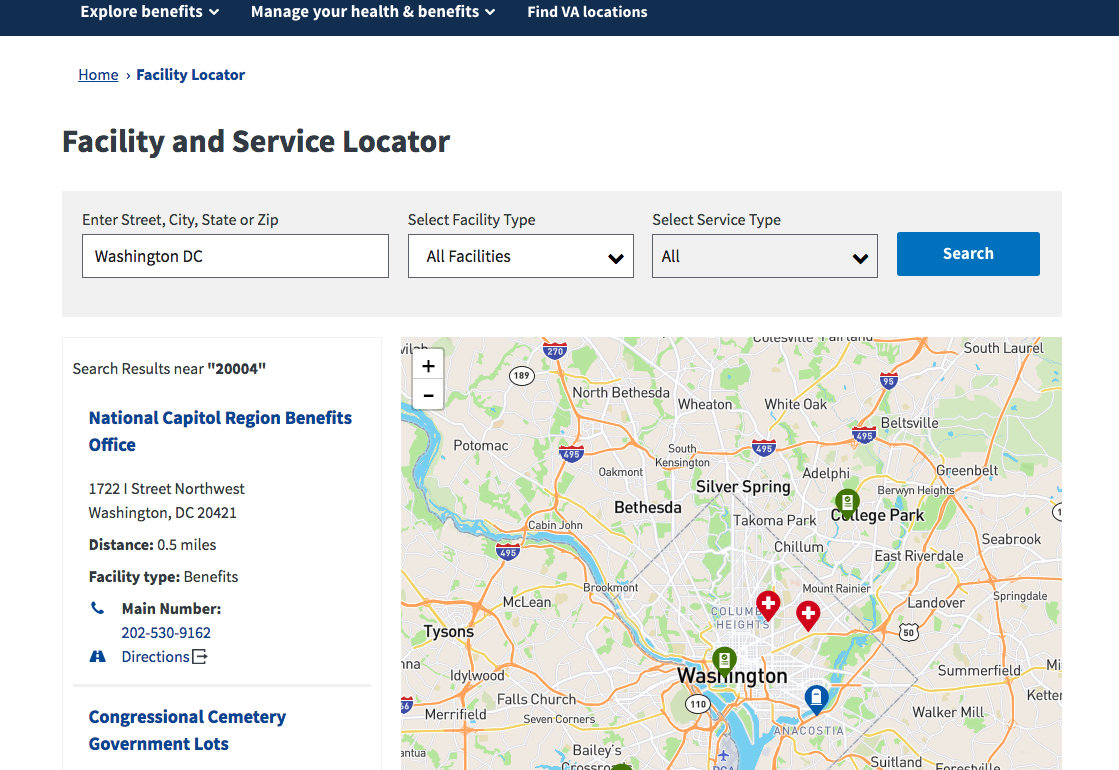 Explore benefits
Manage your health & benefits
Find VA locations
Home › Facility Locator
Facility and Service Locator
Enter Street, City, State or Zip
Select Facility Type
Select Service Type
Washington DC
All Facilities
All
Search
Search Results near "20004"
National Capitol Region Benefits
Office
1722 I Street Northwest
Washington, DC 20421
Distance: 0.5 miles
Facility type: Benefits
Main Number:
202-530-9162
Directions
Congressional Cemetery
Government Lots
+
−
270
189
Colesville
South Laurel
95
North Bethesda
Wheaton
White Oak
Beltsville
495
Potomac
495
South
Kensington
495
Oakmont
Adelphi
Greenbelt
Silver Spring
Berwyn Heights
Bethesda
Takoma Park
College Park
Cabin John
Seabrook
495
Chillum
East Riverdale
Brookmont
Mount Rainier
McLean
Landover
Springdale
COLUM
HEIGHTS
Tysons
50
Idylwood
Washington
Summerfield
Falls Church
110
Merrifield
Seven Corners
Walker Mill
ANACOSTIA
Bailey's
Suitland